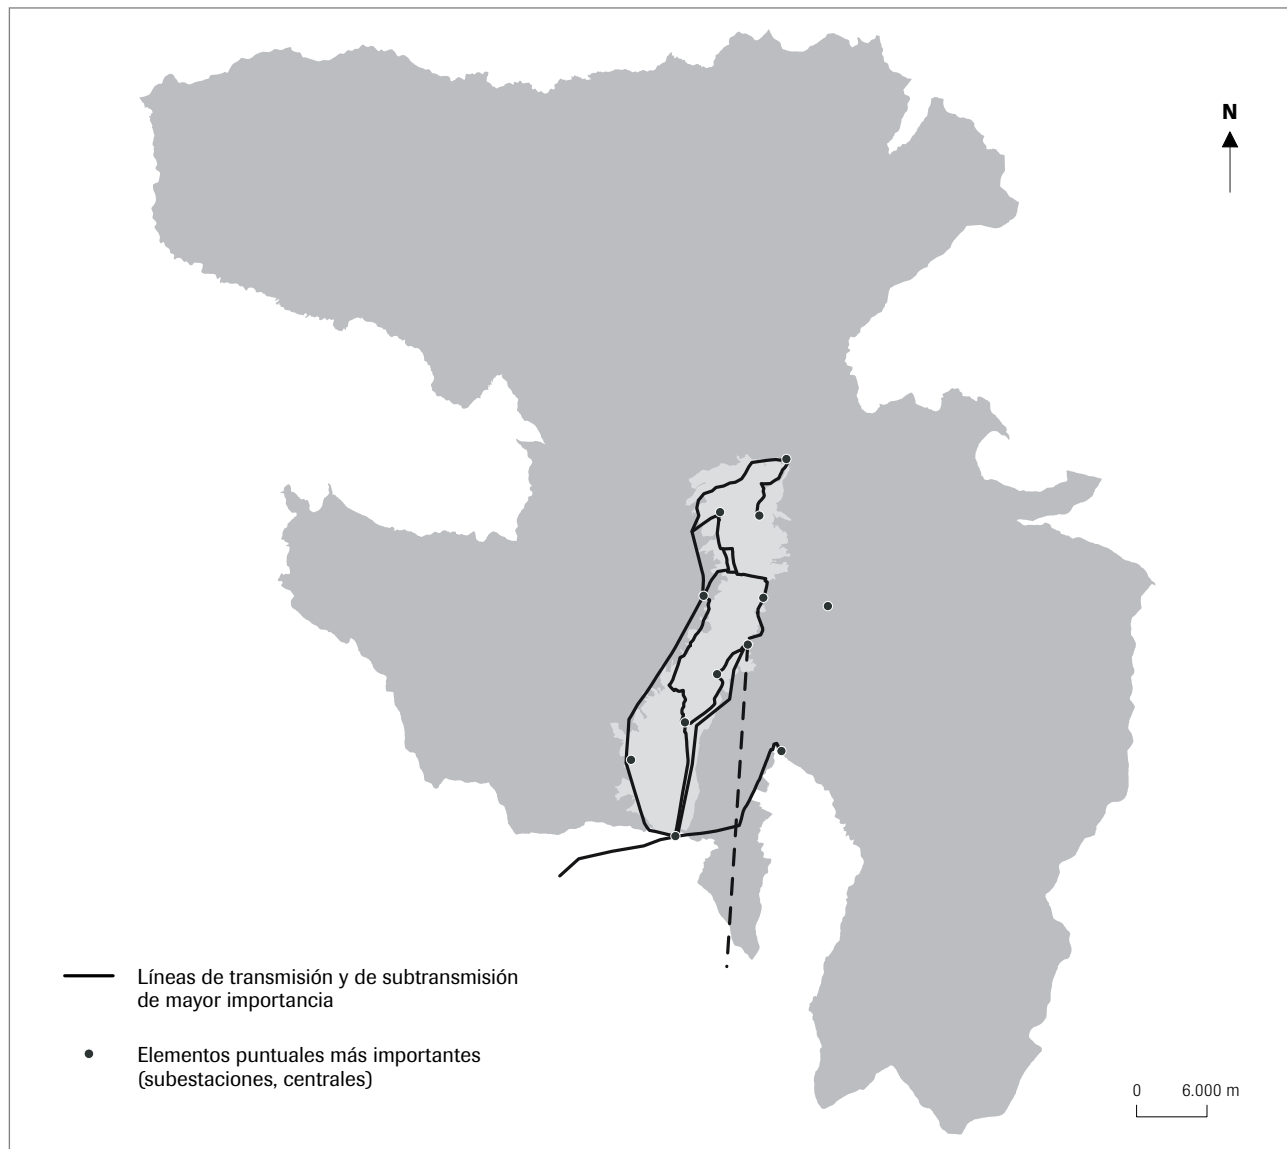 N
Líneas de transmisión y de subtransmisión
de mayor importancia
Elementos puntuales más importantes
(subestaciones, centrales)
0 6.000 m